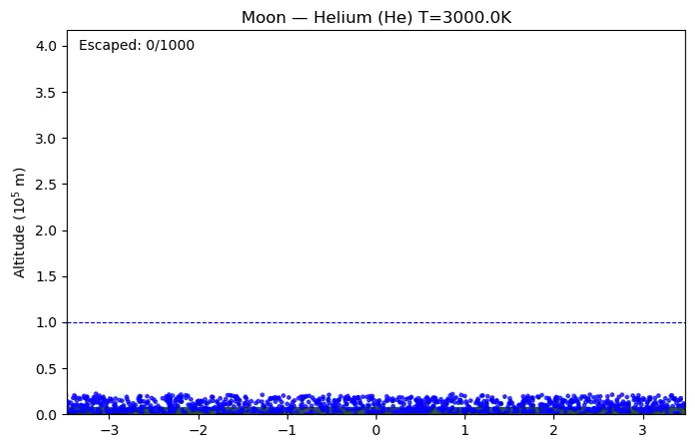 Moon — Helium (He) T=3000.0K
Escaped: 0/1000
Altitude (10⁵ m)
4.0
3.5
3.0
2.5
2.0
1.5
1.0
0.5
0.0
−3 −2 −1 0 1 2 3